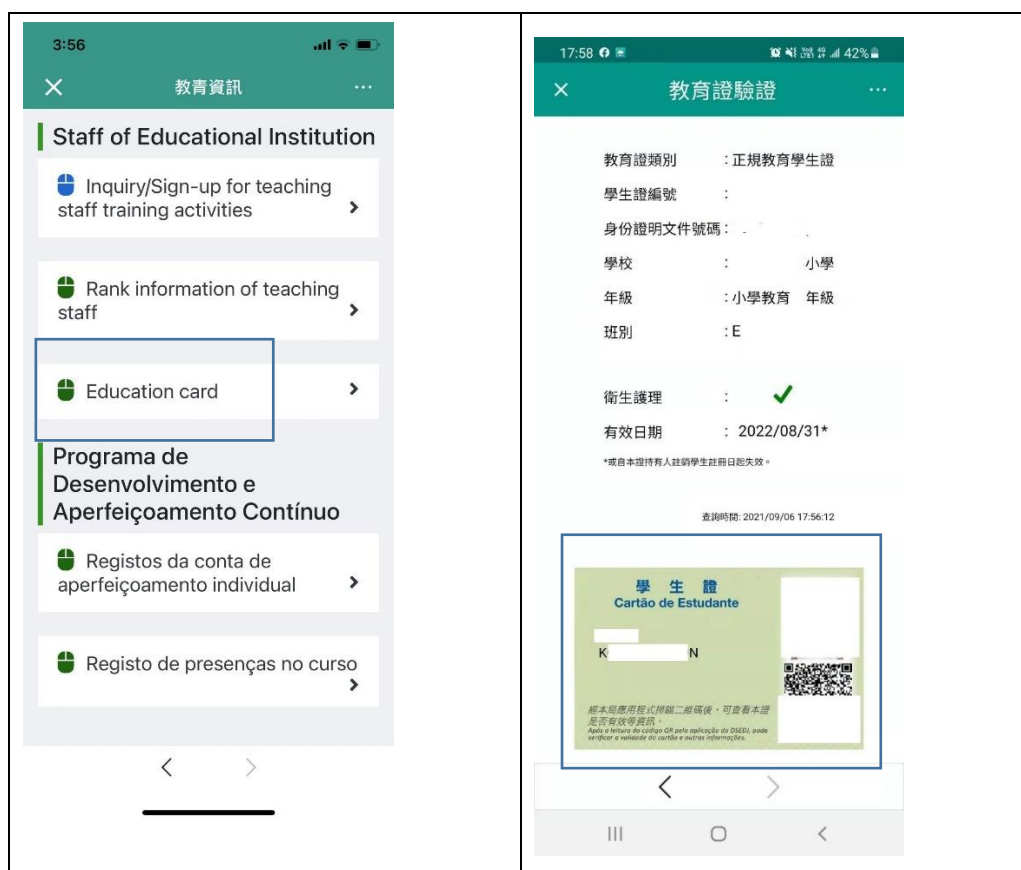 3:56
教青資訊
Staff of Educational Institution
Inquiry/Sign-up for teaching
staff training activities
Rank information of teaching
staff
Education card
Programa de
Desenvolvimento e
Aperfeiçoamento Contínuo
Registos da conta de
aperfeiçoamento individual
Registo de presenças no curso
17:58
42%
教育證驗證
教育證類別 : 正規教育學生證
學生證編號 :
身份證明文件號碼 :
學校 : 小學
年級 : 小學教育 年級
班別 : E
衛生護理 :
有效日期 : 2022/08/31*
*或自本證持有人註銷學生註冊日起失效。
查詢時間: 2021/09/06 17:56:12
學 生 證
Cartão de Estudante
K N
經本局應用程式掃瞄二維碼後，可查看本證
是否有效等資訊。
Após a leitura do código QR pela aplicação da DSEDJ, pode
verificar a validade do cartão e outras informações.